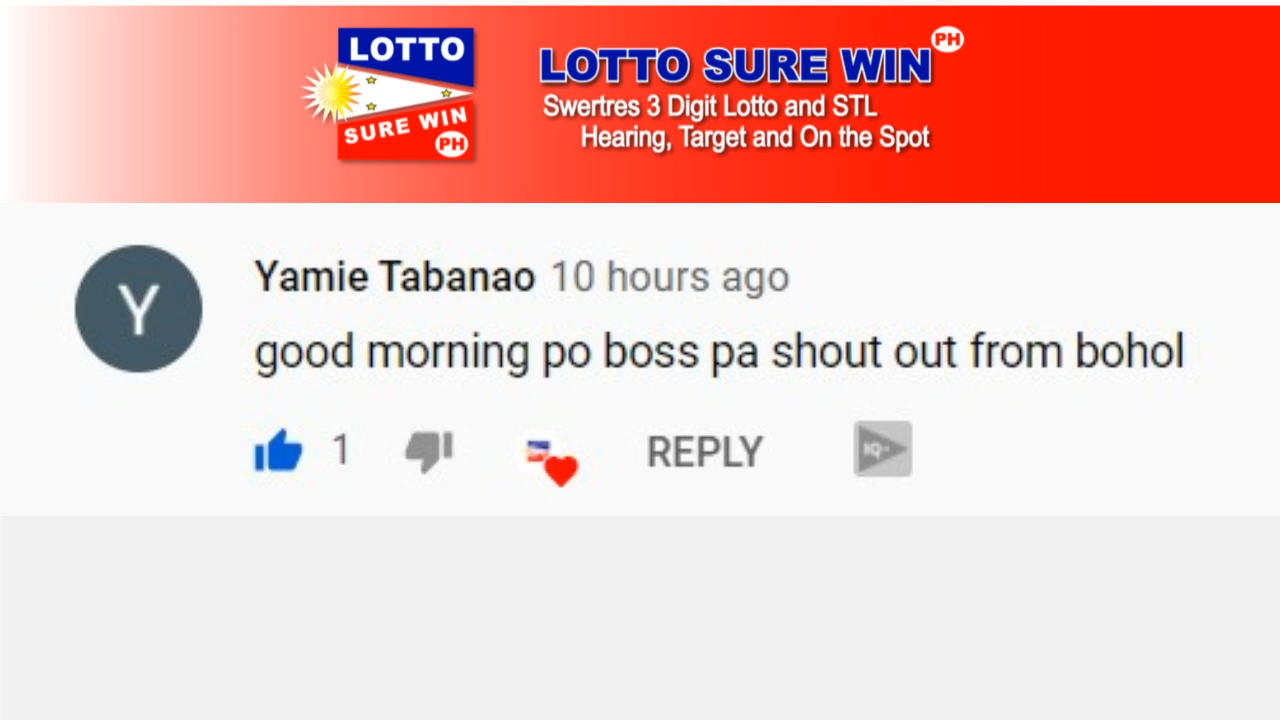 LOTTO
SURE WIN
PH
LOTTO SURE WIN PH
Swertres 3 Digit Lotto and STL
Hearing, Target and On the Spot
Y
Yamie Tabanao 10 hours ago
good morning po boss pa shout out from bohol
1
REPLY
IQ